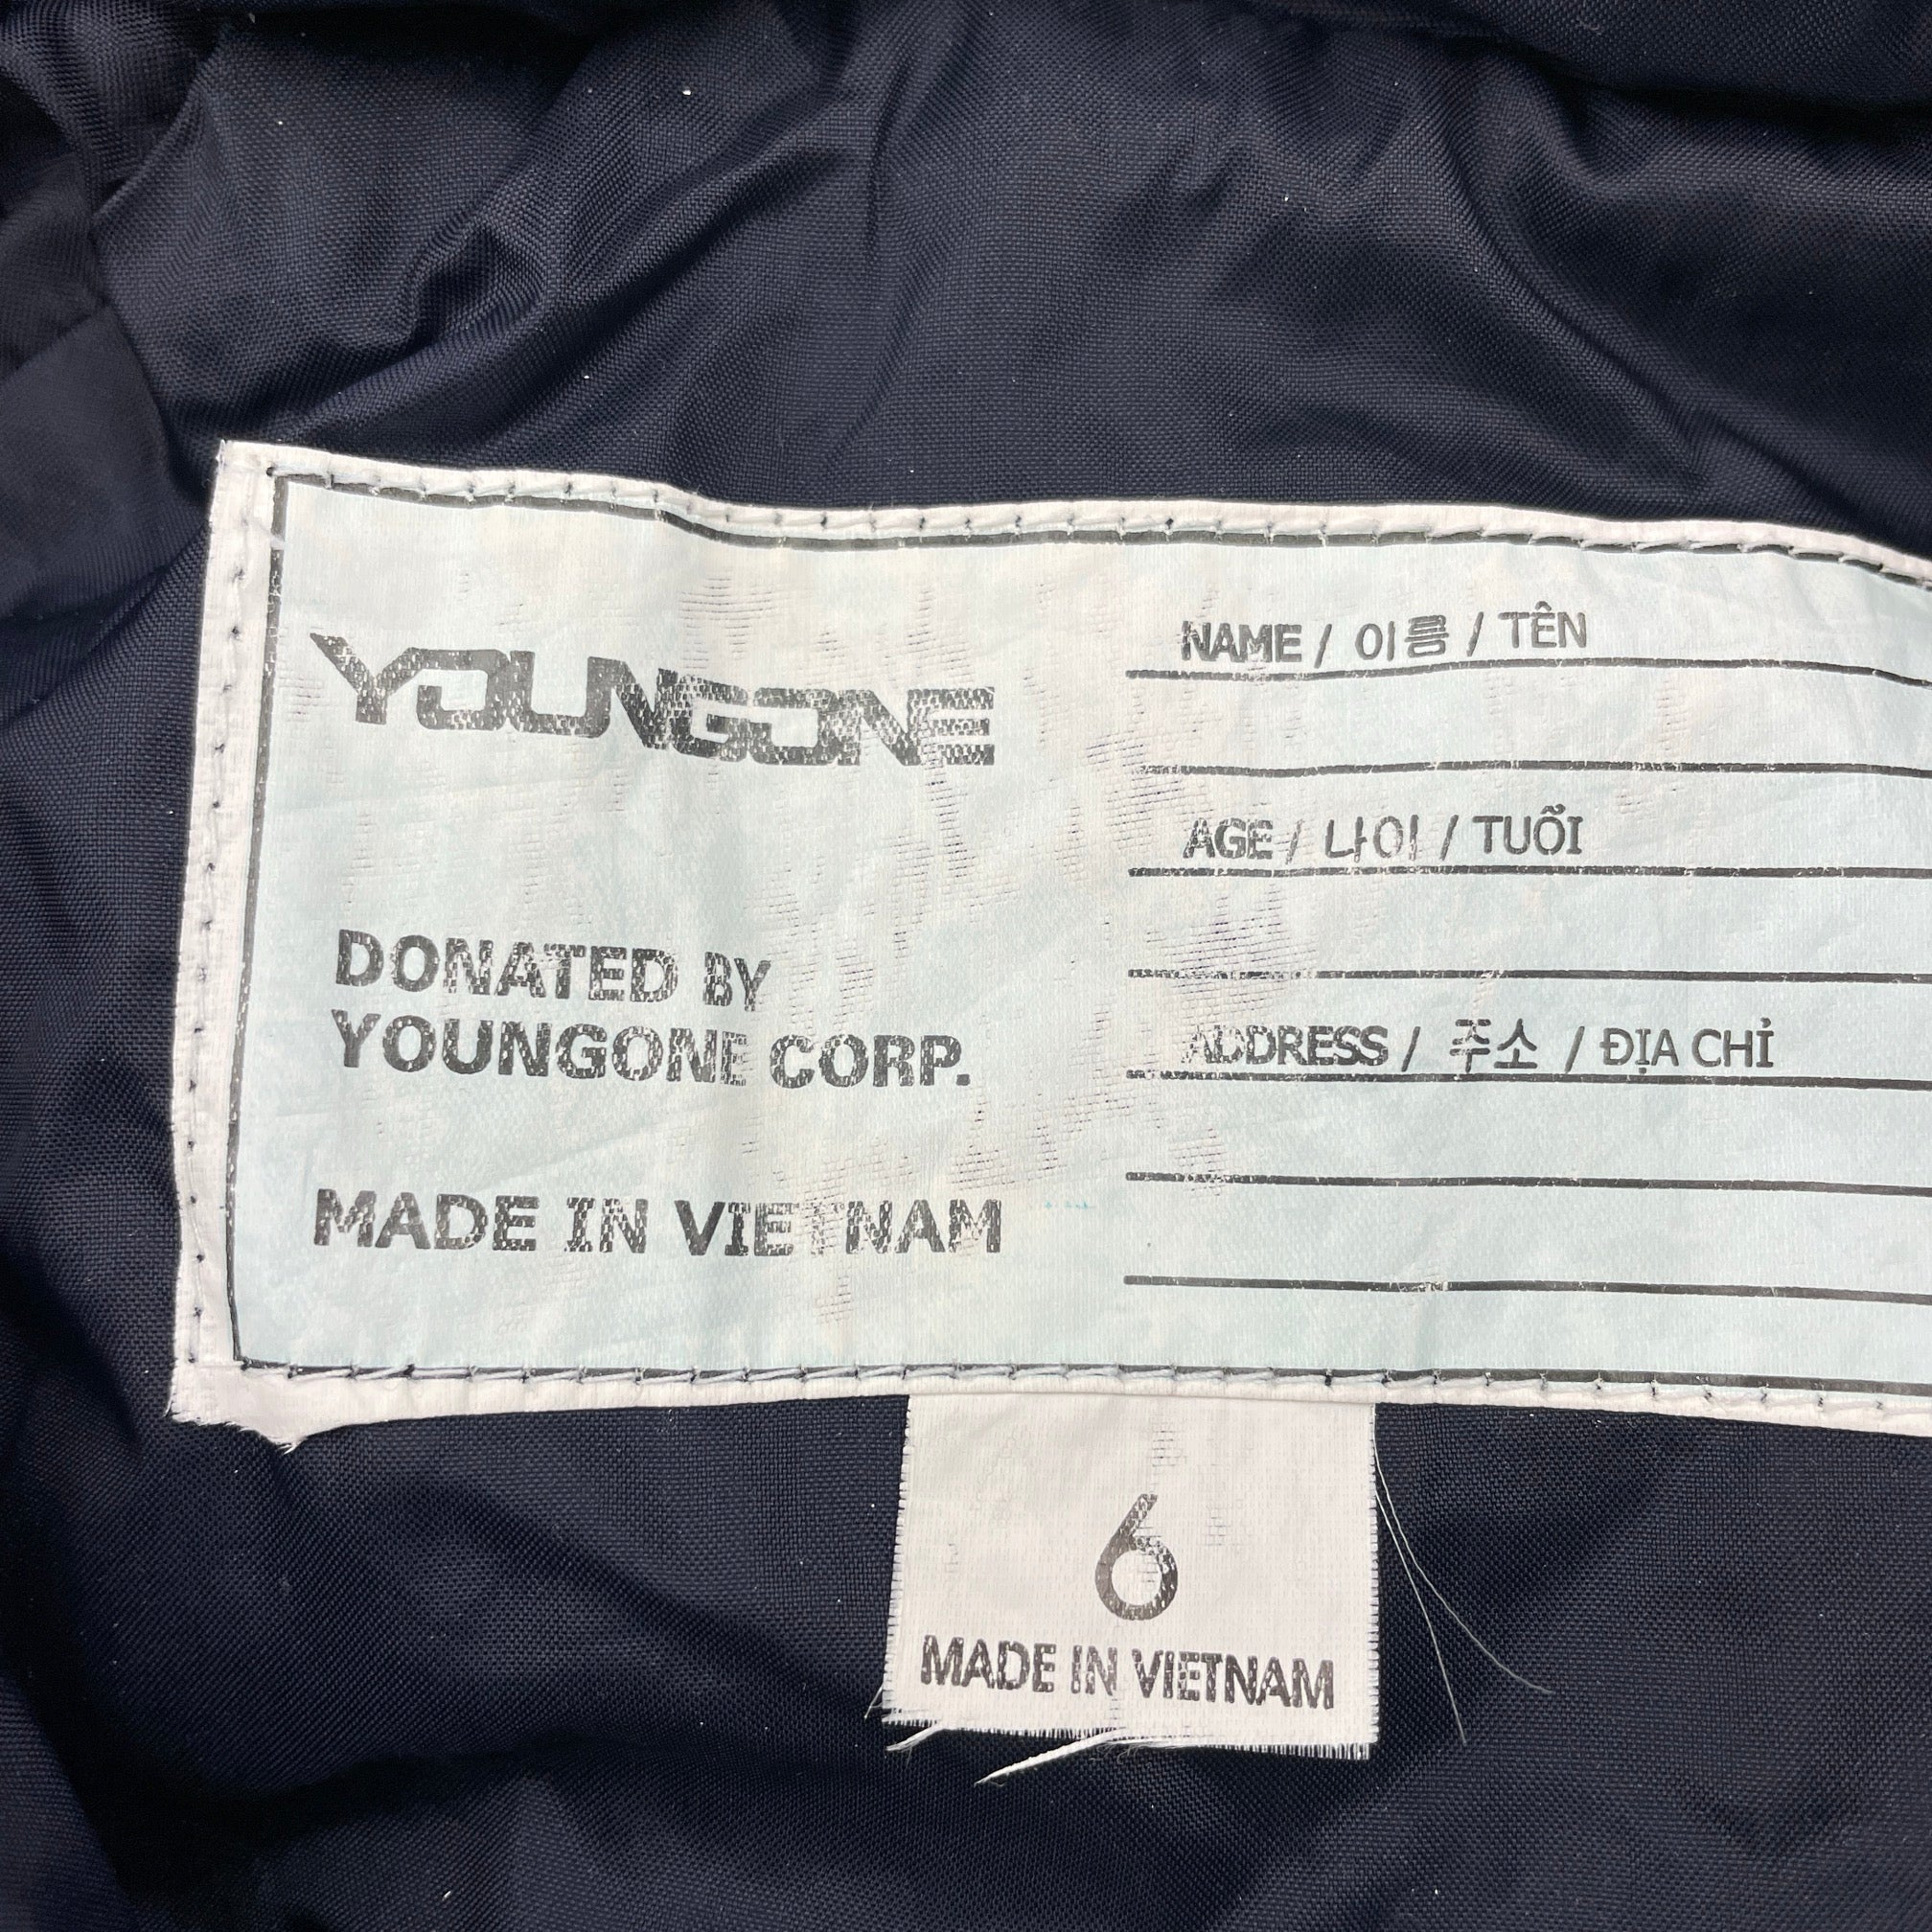 YOUNGONE
DONATED BY
YOUNGONE CORP.
MADE IN VIETNAM
NAME / 이름 / TÊN
AGE / 나이 / TUỔI
ADDRESS / 주소 / ĐỊA CHỈ
6
MADE IN VIETNAM